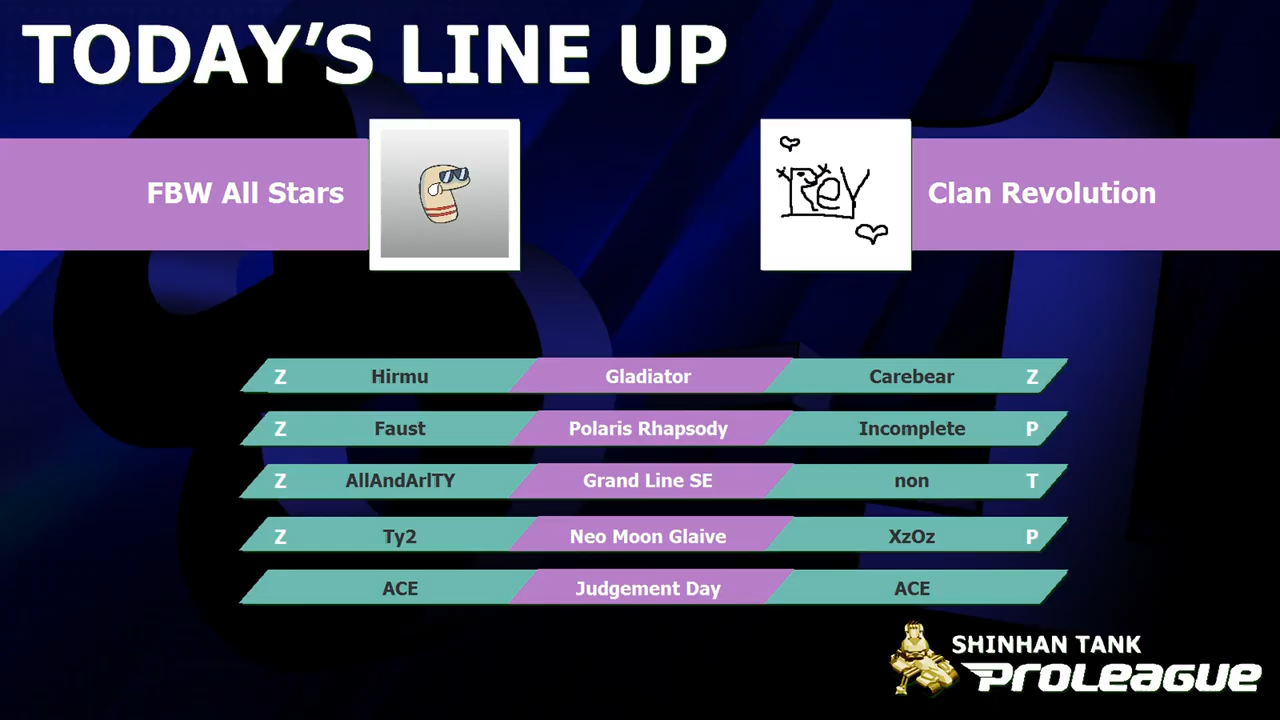 TODAY'S LINE UP
FBW All Stars
Rev
Clan Revolution
Z Hirmu Gladiator Carebear Z
Z Faust Polaris Rhapsody Incomplete P
Z AllAndArlTY Grand Line SE non T
Z Ty2 Neo Moon Glaive XzOz P
ACE Judgement Day ACE
SHINHAN TANK
PROLEAGUE